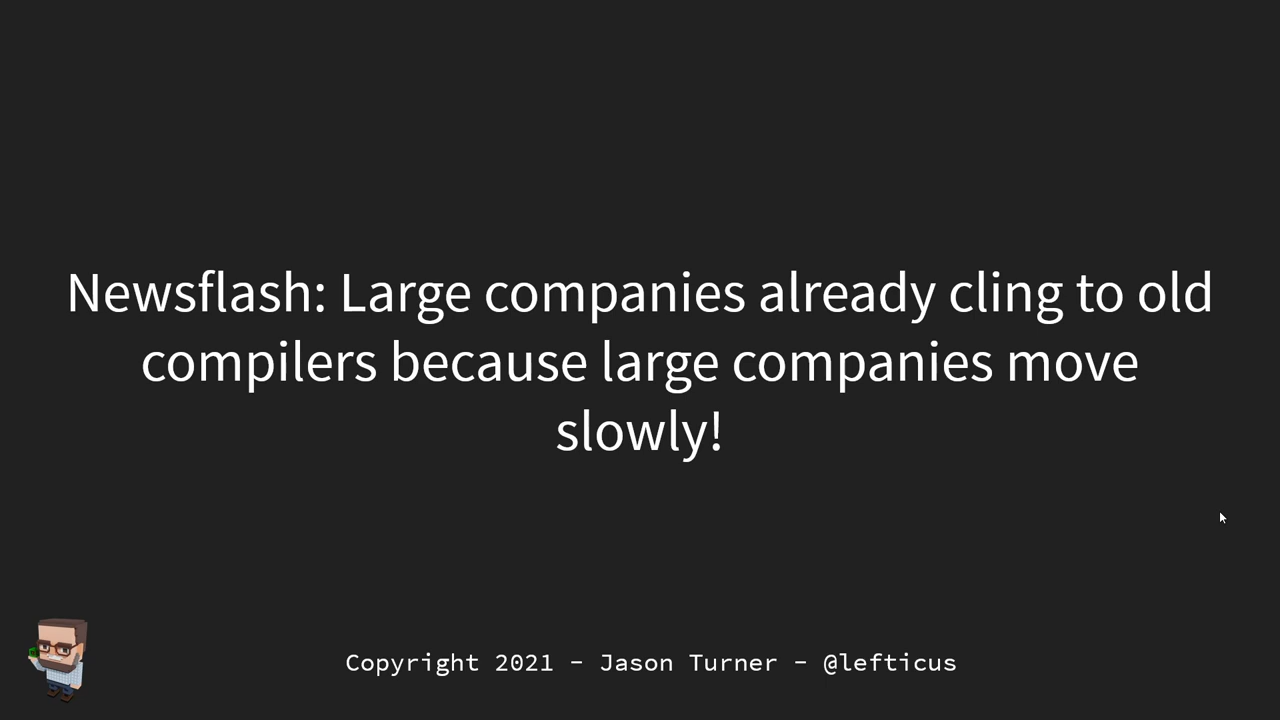 Newsflash: Large companies already cling to old
compilers because large companies move
slowly!
Copyright 2021 - Jason Turner - @lefticus